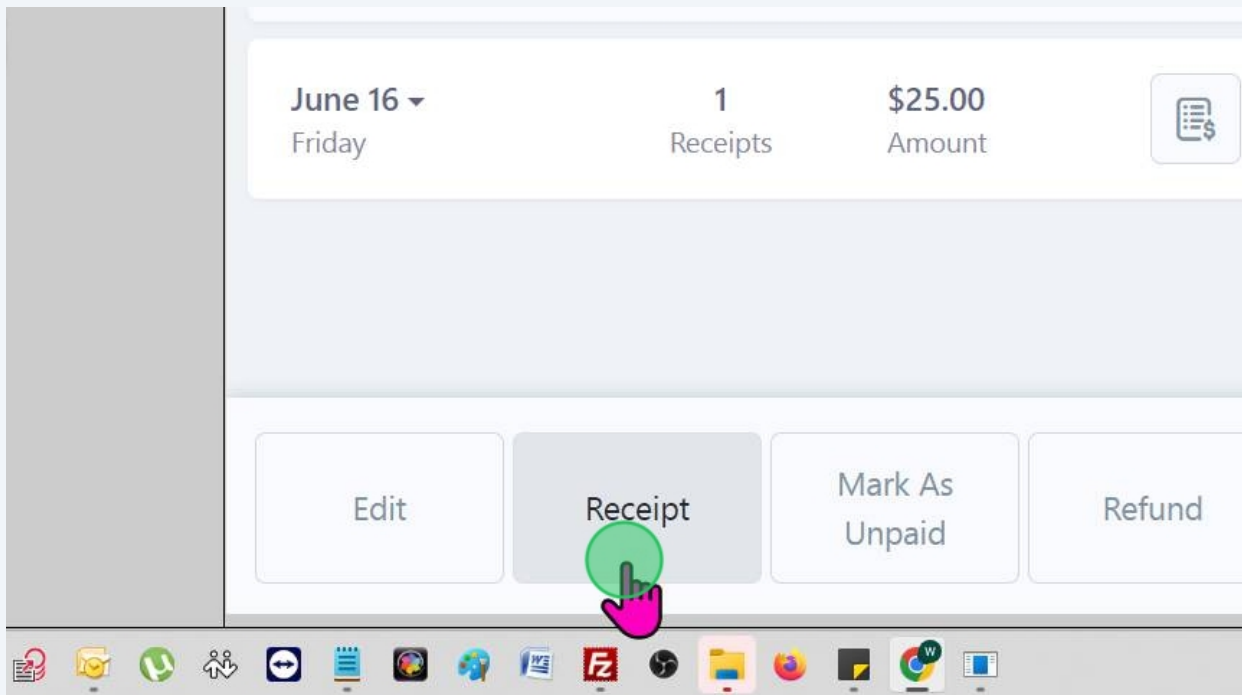 June 16
1
$25.00
Friday
Receipts
Amount
Edit
Receipt
Mark As
Unpaid
Refund
W